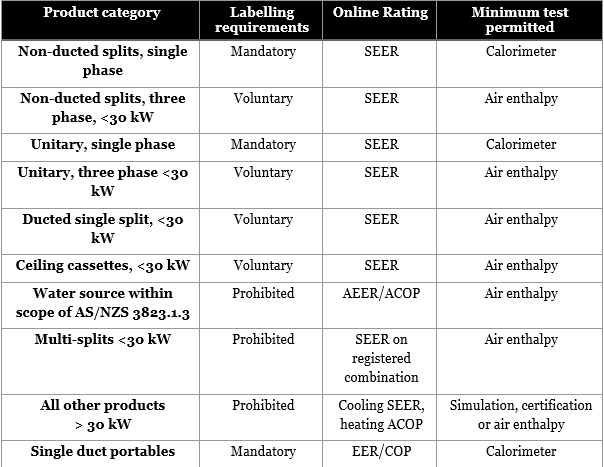 Product category Labelling requirements Online Rating Minimum test permitted
Non-ducted splits, single phase Mandatory SEER Calorimeter
Non-ducted splits, three phase, <30 kW Voluntary SEER Air enthalpy
Unitary, single phase Mandatory SEER Calorimeter
Unitary, three phase <30 kW Voluntary SEER Air enthalpy
Ducted single split, <30 kW Voluntary SEER Air enthalpy
Ceiling cassettes, <30 kW Voluntary SEER Air enthalpy
Water source within scope of AS/NZS 3823.1.3 Prohibited AEER/ACOP Air enthalpy
Multi-splits <30 kW Prohibited SEER on registered combination Air enthalpy
All other products > 30 kW Prohibited Cooling SEER, heating ACOP Simulation, certification or air enthalpy
Single duct portables Mandatory EER/COP Calorimeter